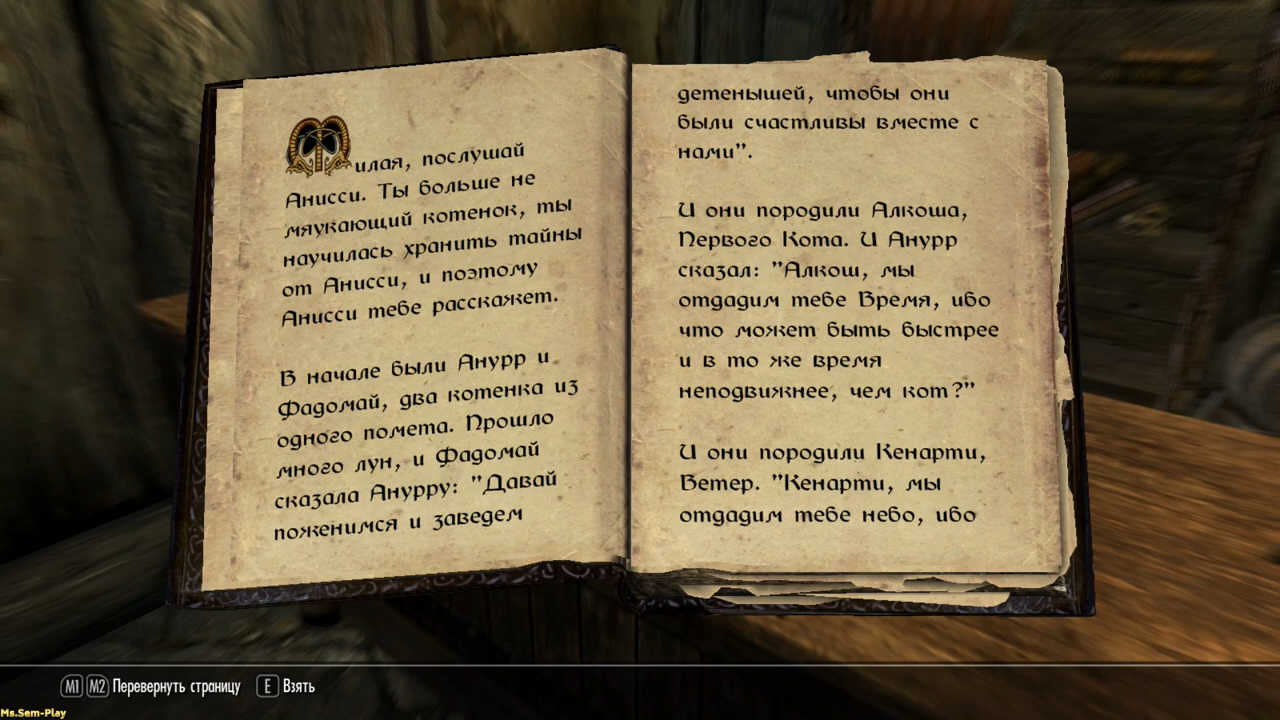 Милая, послушай
Анисси. Ты больше не
мяукающий котенок, ты
научилась хранить тайны
от Анисси, и поэтому
Анисси тебе расскажет.
В начале были Анурр и
Фадомай, два котенка из
одного помета. Прошло
много лун, и Фадомай
сказала Анурру: "Давай
поженимся и заведем
детенышей, чтобы они
были счастливы вместе с
нами".
И они породили Алкоша,
Первого Кота. И Анурр
сказал: "Алкош, мы
отдадим тебе Время, ибо
что может быть быстрее
и в то же время
неподвижнее, чем кот?"
И они породили Кенарти,
Ветер. "Кенарти, мы
отдадим тебе небо, ибо
M1 M2 Перевернуть страницу E Взять
Ms.Sem-Play